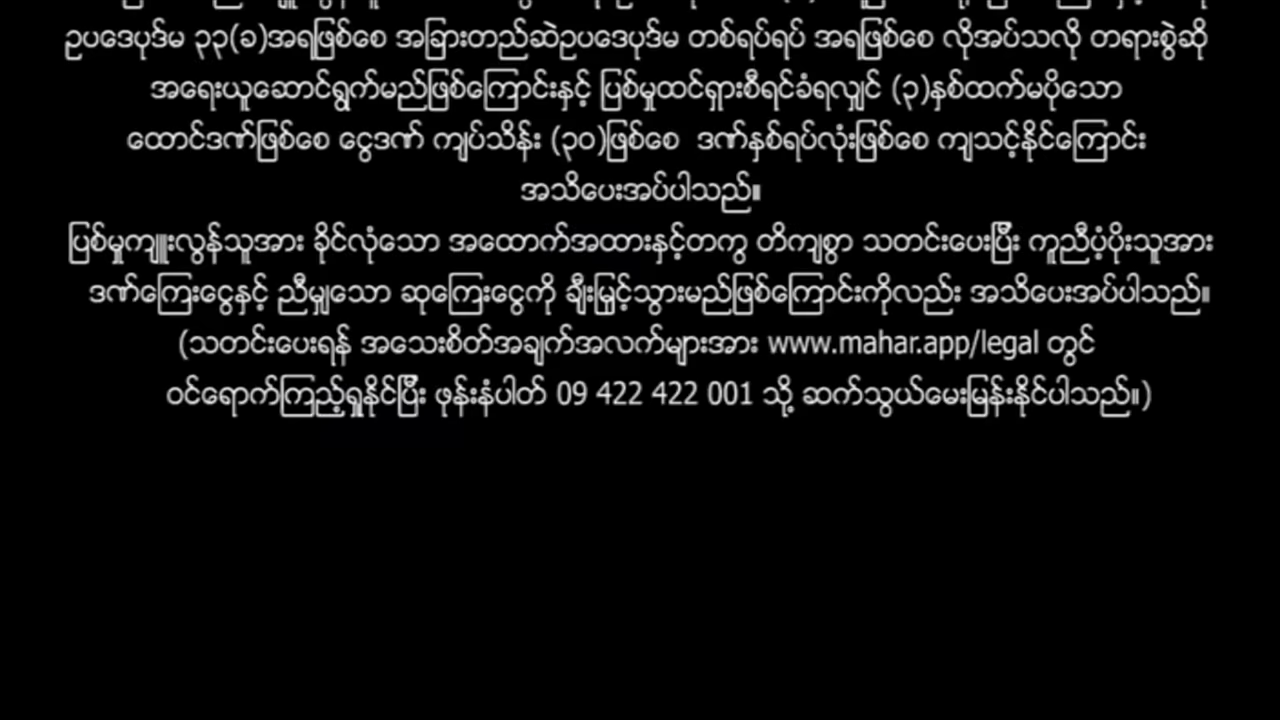 ဥပဒေပုဒ်မ ၃၃(ခ)အရဖြစ်စေ အခြားတည်ဆဲဥပဒေပုဒ်မ တစ်ရပ်ရပ် အရဖြစ်စေ လိုအပ်သလို တရားစွဲဆို
အရေးယူဆောင်ရွက်မည်ဖြစ်ကြောင်းနှင့် ပြစ်မှုထင်ရှားစီရင်ခံရလျှင် (၃)နှစ်ထက်မပိုသော
ထောင်ဒဏ်ဖြစ်စေ ငွေဒဏ် ကျပ်သိန်း (၃၀)ဖြစ်စေ ဒဏ်နှစ်ရပ်လုံးဖြစ်စေ ကျသင့်နိုင်ကြောင်း
အသိပေးအပ်ပါသည်။
ပြစ်မှုကျူးလွန်သူအား ခိုင်လုံသော အထောက်အထားနှင့်တကွ တိကျစွာ သတင်းပေးပြီး ကူညီပံ့ပိုးသူအား
ဒဏ်ကြေးငွေနှင့် ညီမျှသော ဆုကြေးငွေကို ချီးမြှင့်သွားမည်ဖြစ်ကြောင်းကိုလည်း အသိပေးအပ်ပါသည်။
(သတင်းပေးရန် အသေးစိတ်အချက်အလက်များအား www.mahar.app/legal တွင်
ဝင်ရောက်ကြည့်ရှုနိုင်ပြီး ဖုန်းနံပါတ် 09 422 422 001 သို့ ဆက်သွယ်မေးမြန်းနိုင်ပါသည်။)